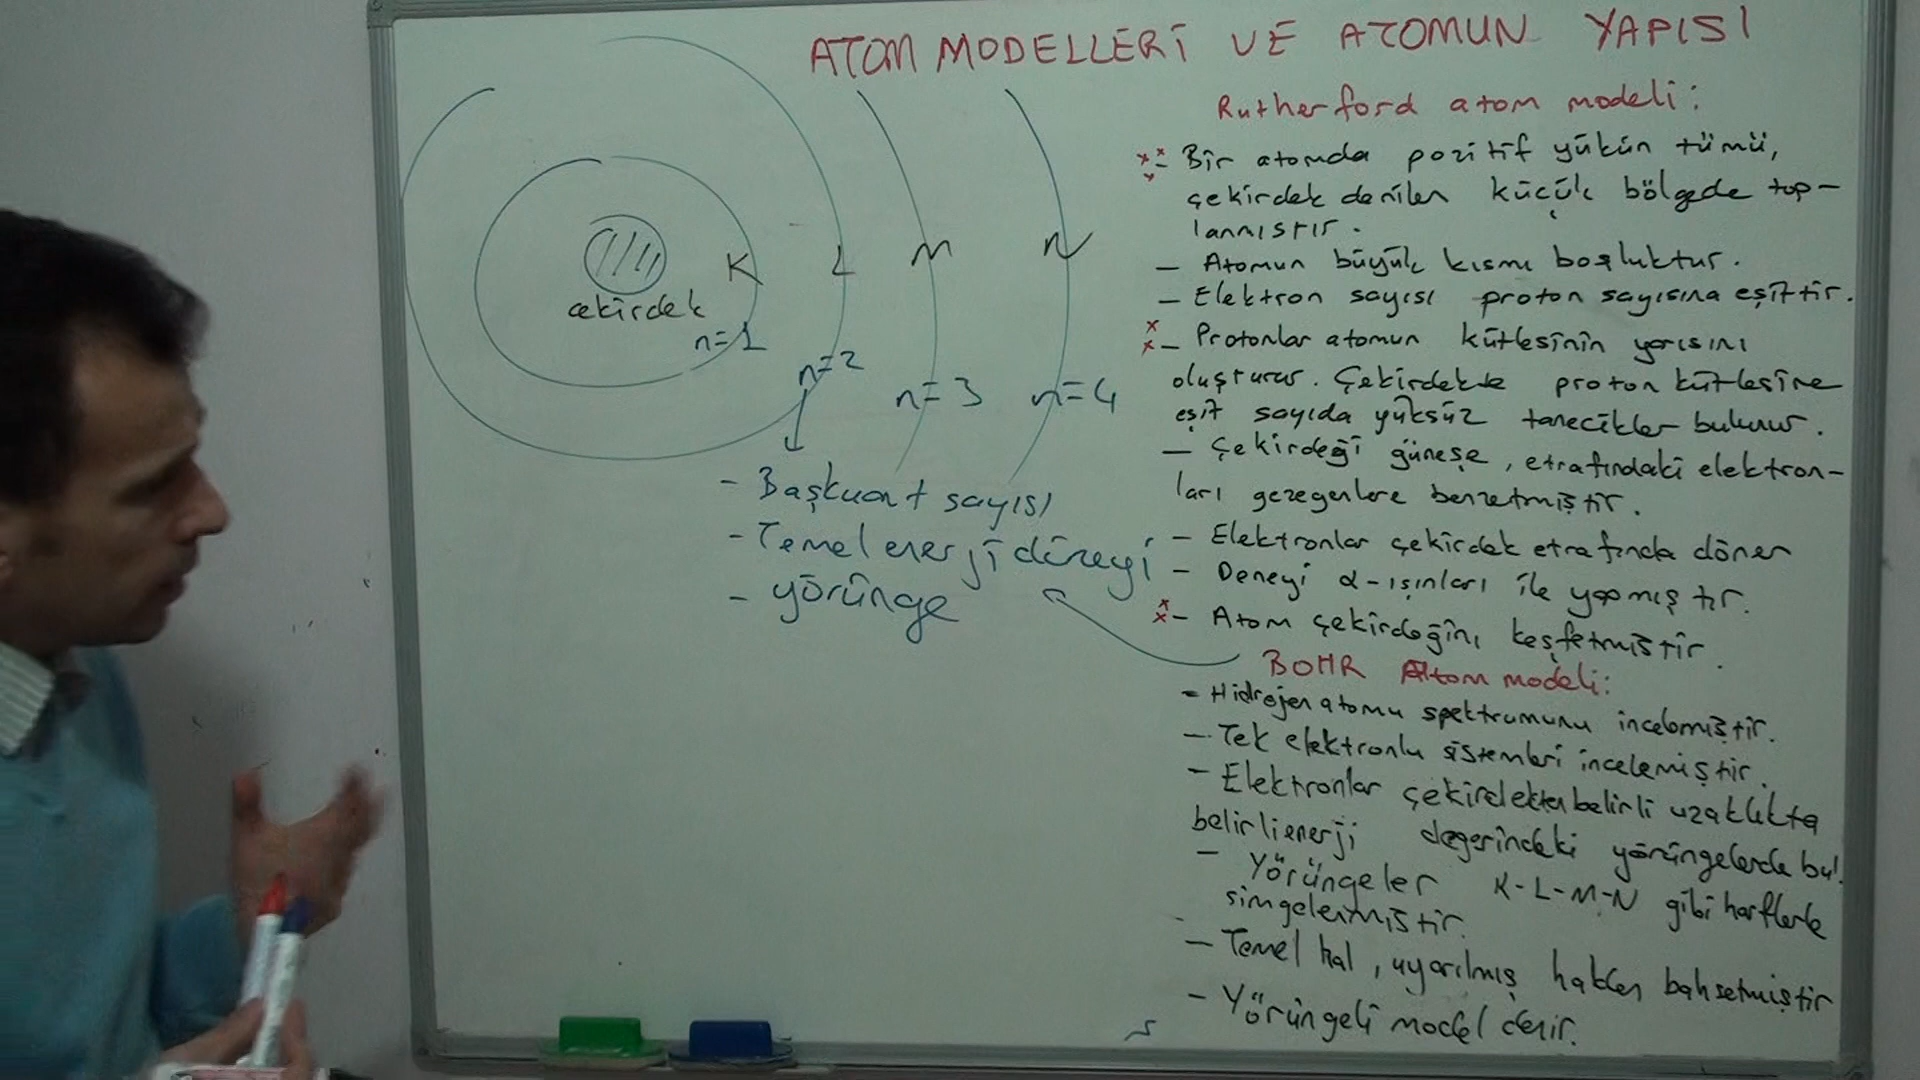 ATOM MODELLERİ VE ATOMUN YAPISI
Rutherford atom modeli:
- Bir atomda pozitif yükün tümü,
çekirdek denilen küçük bölgede top-
lanmıştır.
- Atomun büyük kısmı boşluktur.
- Elektron sayısı proton sayısına eşittir.
- Protonlar atomun kütlesinin yarısını
oluşturur. Çekirdekte proton kütlesine
eşit sayıda yüksüz tanecikler bulunur.
- Çekirdeği güneşe, etrafındaki elektron-
ları gezegenlere benzetmiştir.
- Elektronlar çekirdek etrafında döner
- Deneyi α-ışınları ile yapmıştır.
- Atom çekirdeğini keşfetmiştir.
BOHR Atom modeli:
- Hidrojen atomu spektrumunu incelemiştir.
- Tek elektronlu sistemleri incelemiştir.
- Elektronlar çekirdekten belirli uzaklıkta
belirli enerji değerindeki yörüngelerde bul.
- Yörüngeler K-L-M-N gibi harflerle
simgelenmiştir.
- Temel hal, uyarılmış halden bahsetmiştir
- Yörüngeli model denir.
K L M N
çekirdek
n=1
n=2
n=3 n=4
- Başkuant sayısı
- Temel enerji düzeyi
- yörünge